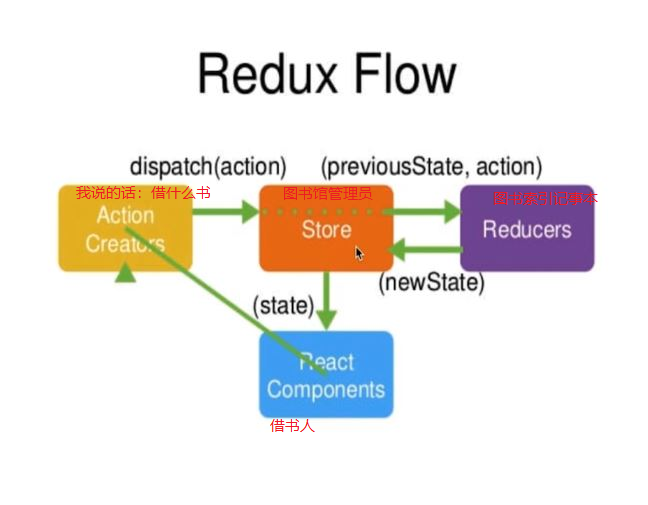 Redux Flow
dispatch(action)
(previousState, action)
我说的话：借什么书
图书馆管理员
Action
Creators
Store
Reducers
(newState)
(state)
React
Components
借书人